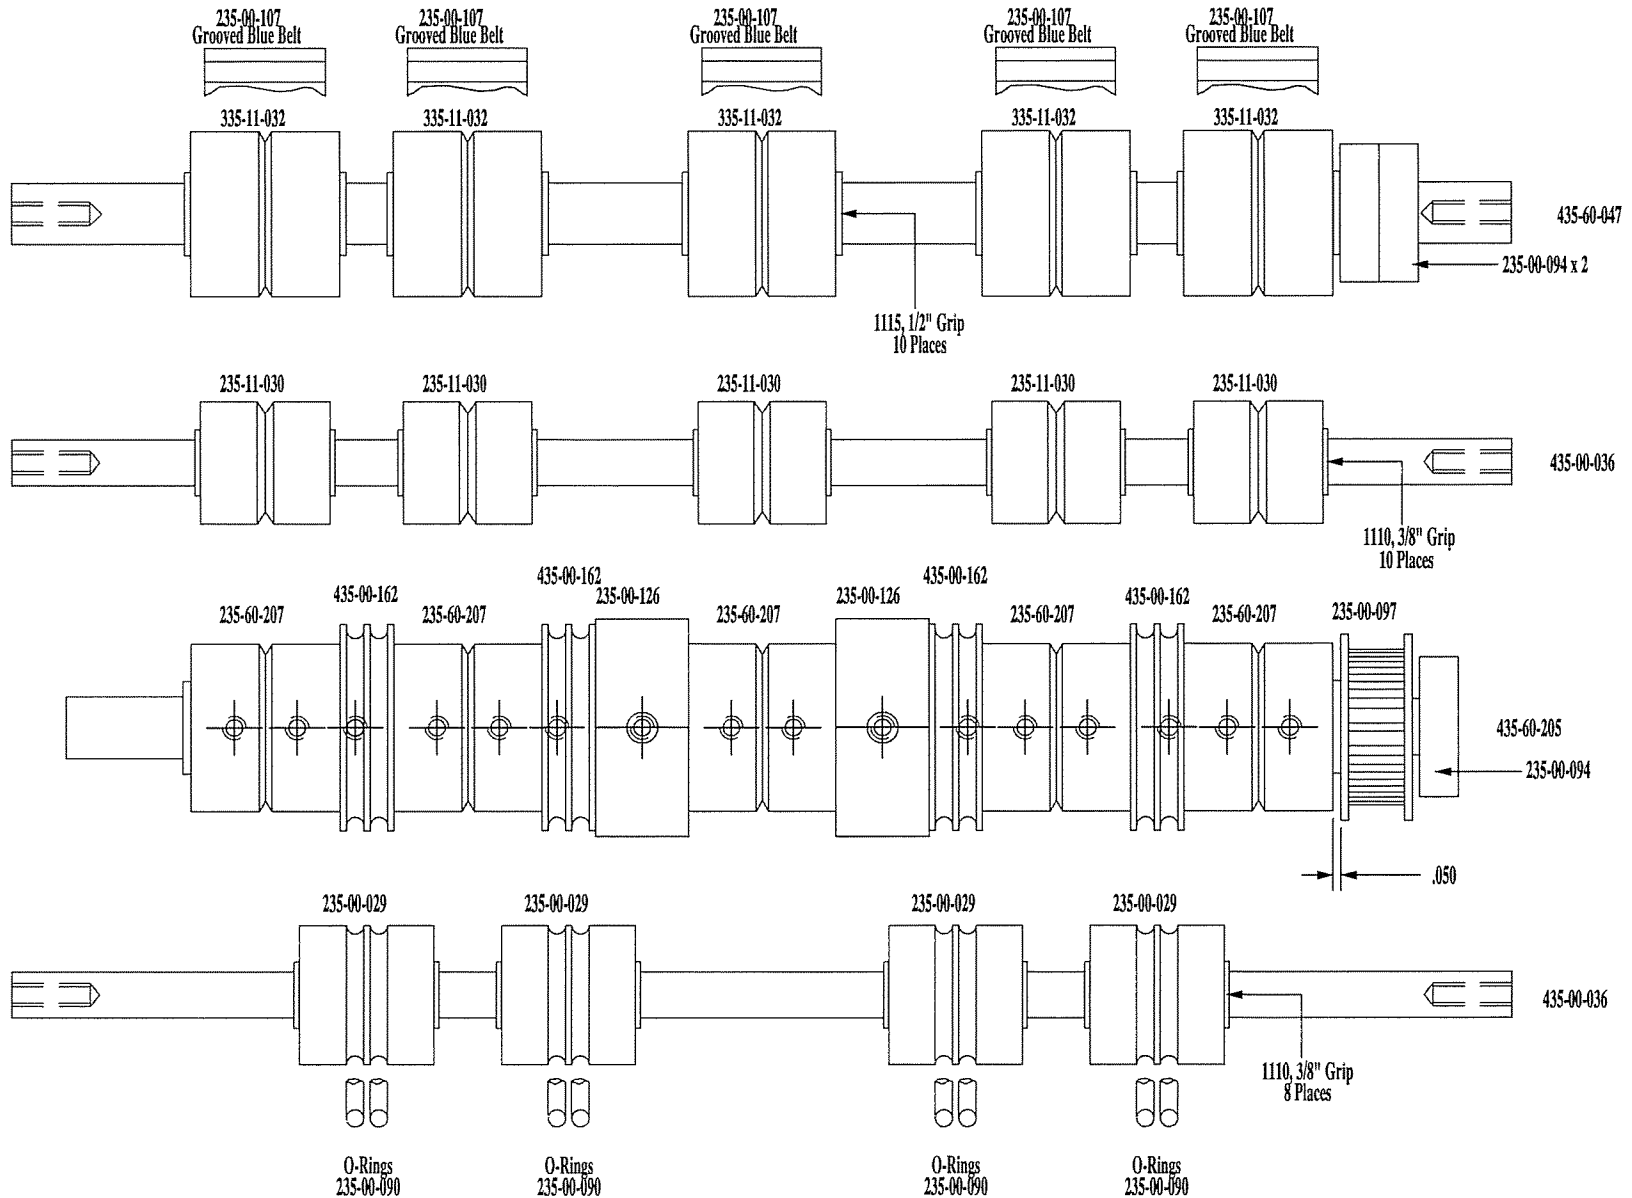 235-00-107
Grooved Blue Belt
235-00-107
Grooved Blue Belt
235-00-107
Grooved Blue Belt
235-00-107
Grooved Blue Belt
235-00-107
Grooved Blue Belt
335-11-032
335-11-032
335-11-032
335-11-032
335-11-032
435-60-047
235-00-094 x 2
1115, 1/2" Grip
10 Places
235-11-030
235-11-030
235-11-030
235-11-030
235-11-030
435-00-036
1110, 3/8" Grip
10 Places
235-60-207
435-00-162
235-60-207
435-00-162
235-00-126
235-60-207
235-00-126
435-00-162
235-60-207
435-00-162
235-60-207
235-00-097
435-60-205
235-00-094
.050
235-00-029
235-00-029
235-00-029
235-00-029
435-00-036
1110, 3/8" Grip
8 Places
O-Rings
235-00-090
O-Rings
235-00-090
O-Rings
235-00-090
O-Rings
235-00-090